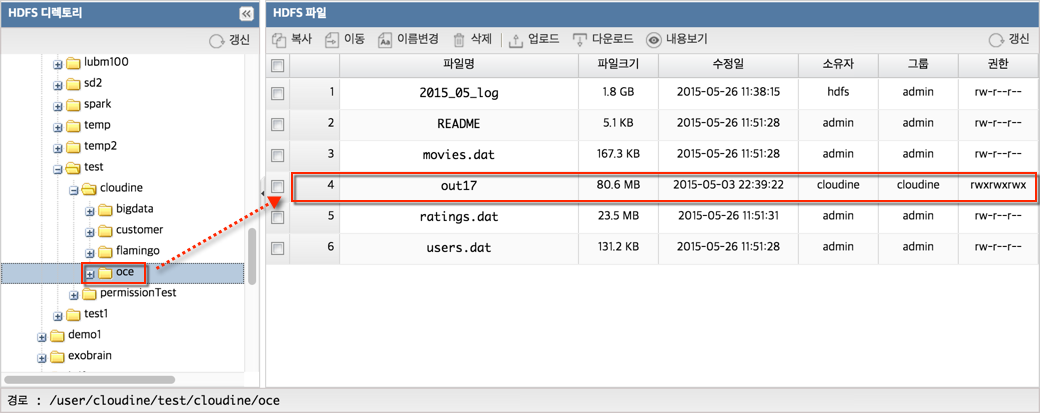 HDFS 디렉토리
갱신
lubm100
sd2
spark
temp
temp2
test
cloudine
bigdata
customer
flamingo
oce
permissionTest
test1
demo1
exobrain
HDFS 파일
복사 이동 이름변경 삭제 업로드 다운로드 내용보기 갱신
파일명 파일크기 수정일 소유자 그룹 권한
1 2015_05_log 1.8 GB 2015-05-26 11:38:15 hdfs admin rw-r--r--
2 README 5.1 KB 2015-05-26 11:51:28 admin admin rw-r--r--
3 movies.dat 167.3 KB 2015-05-26 11:51:28 admin admin rw-r--r--
4 out17 80.6 MB 2015-05-03 22:39:22 cloudine cloudine rwxrwxrwx
5 ratings.dat 23.5 MB 2015-05-26 11:51:31 admin admin rw-r--r--
6 users.dat 131.2 KB 2015-05-26 11:51:28 admin admin rw-r--r--
경로 : /user/cloudine/test/cloudine/oce